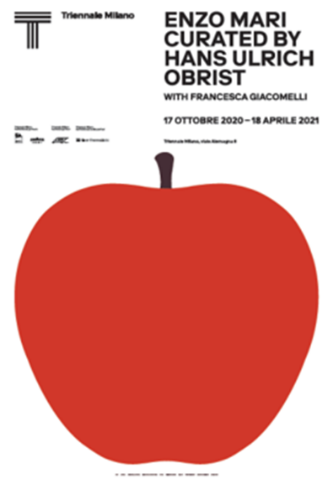 Triennale Milano
ENZO MARI
CURATED BY
HANS ULRICH
OBRIST
WITH FRANCESCA GIACOMELLI
17 OTTOBRE 2020 – 18 APRILE 2021
Triennale Milano, viale Alemagna 6